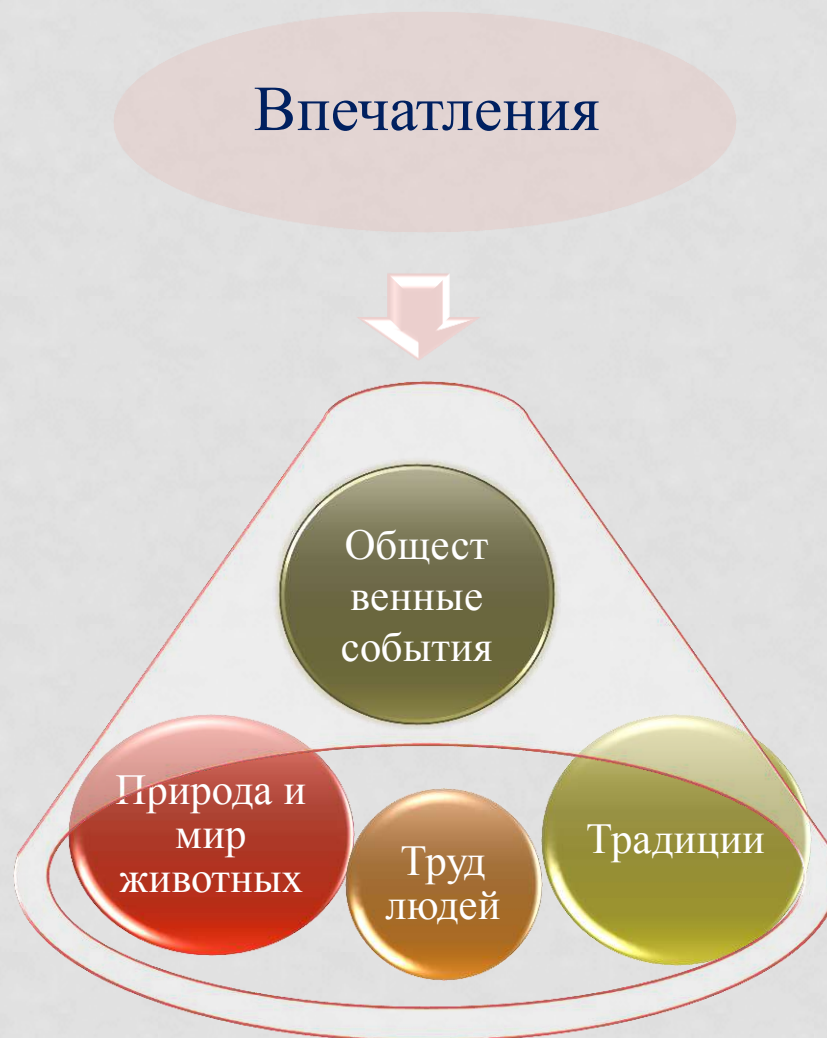 Впечатления
Общест
венные
события
Природа и
мир
животных
Труд
людей
Традиции